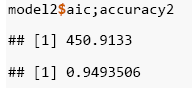 model2$aic;accuracy2
## [1] 450.9133
## [1] 0.9493506